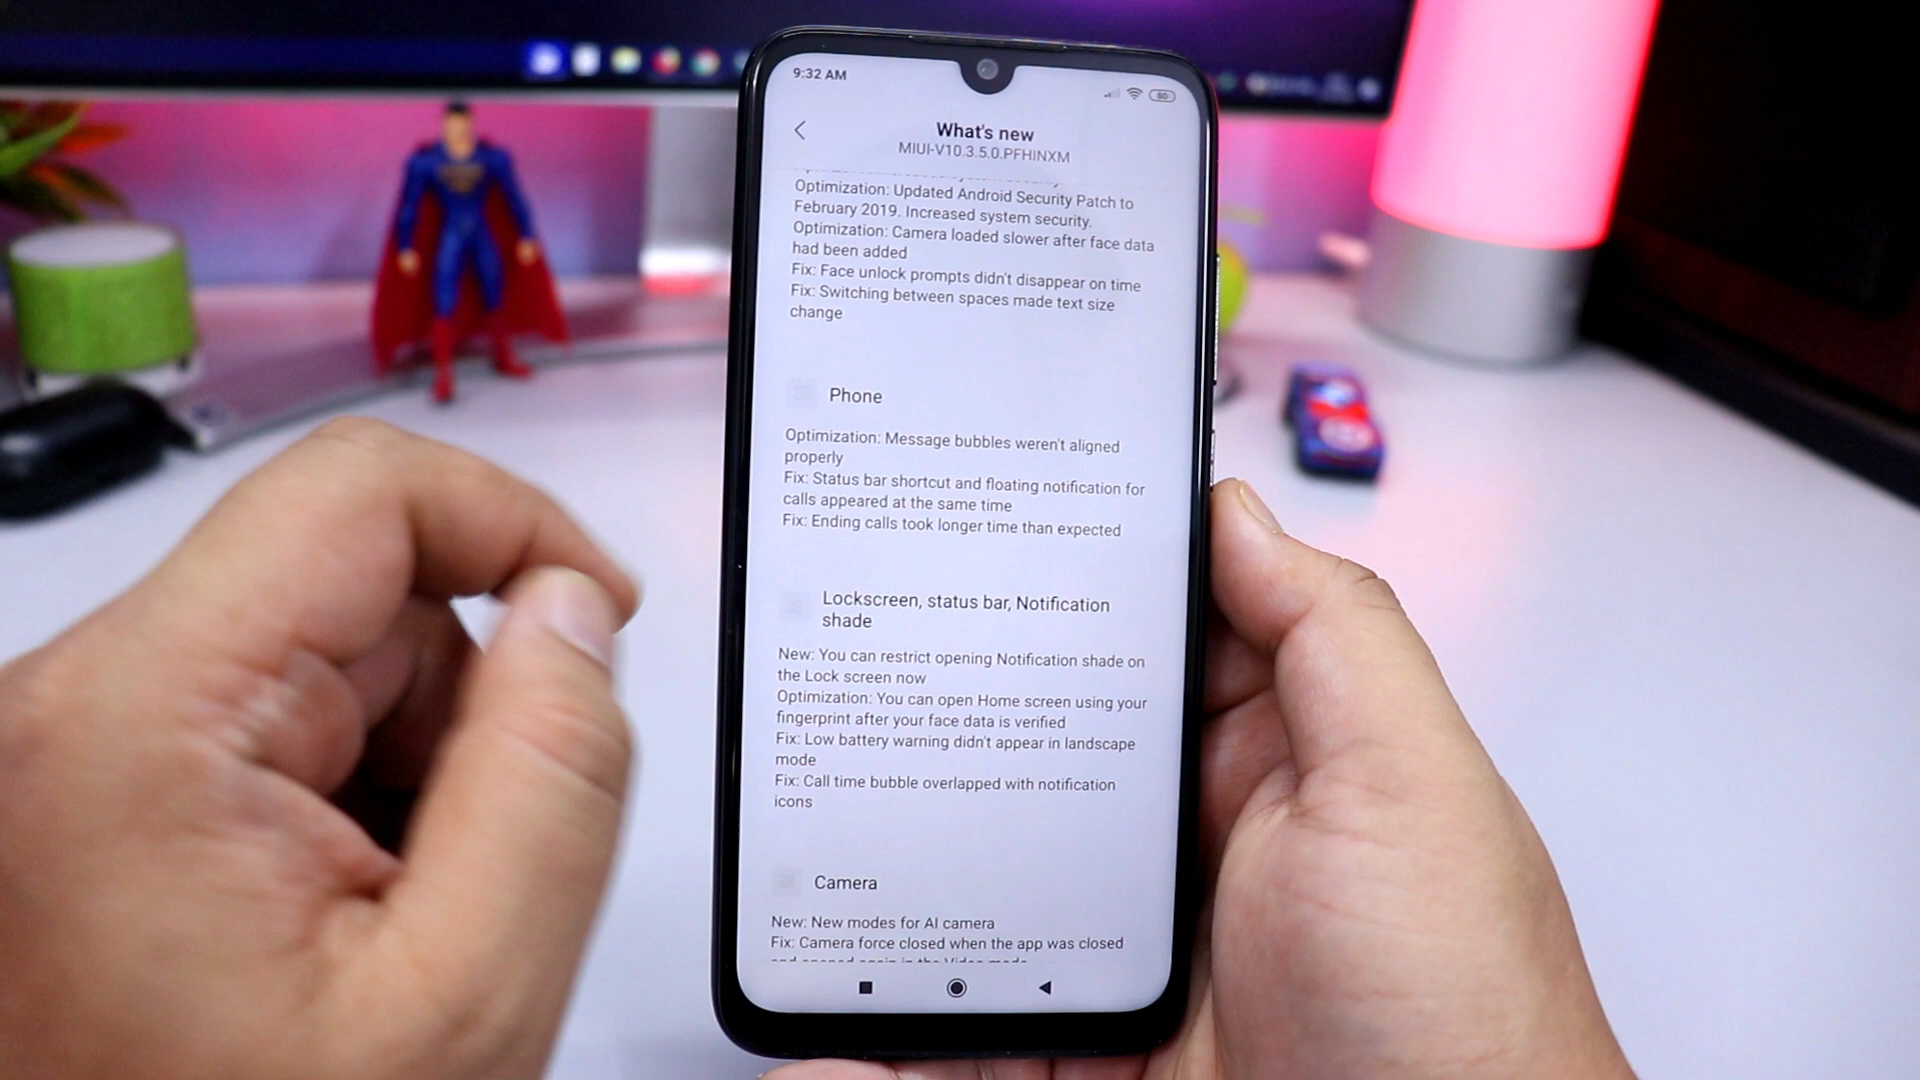 9:32 AM
80
What's new
MIUI-V10.3.5.0.PFHINXM
Optimization: Updated Android Security Patch to
February 2019. Increased system security.
Optimization: Camera loaded slower after face data
had been added
Fix: Face unlock prompts didn't disappear on time
Fix: Switching between spaces made text size
change
Phone
Optimization: Message bubbles weren't aligned
properly
Fix: Status bar shortcut and floating notification for
calls appeared at the same time
Fix: Ending calls took longer time than expected
Lockscreen, status bar, Notification
shade
New: You can restrict opening Notification shade on
the Lock screen now
Optimization: You can open Home screen using your
fingerprint after your face data is verified
Fix: Low battery warning didn't appear in landscape
mode
Fix: Call time bubble overlapped with notification
icons
Camera
New: New modes for AI camera
Fix: Camera force closed when the app was closed